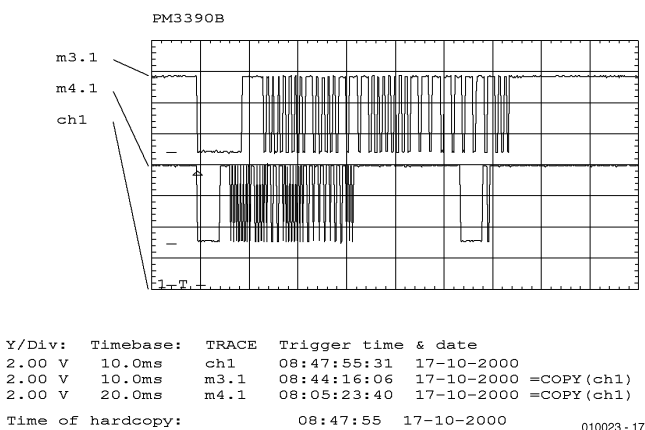 PM3390B
m3.1
m4.1
ch1
1 T
Y/Div: Timebase: TRACE Trigger time & date
2.00 V 10.0ms ch1 08:47:55:31 17-10-2000
2.00 V 10.0ms m3.1 08:44:16:06 17-10-2000 =COPY(ch1)
2.00 V 20.0ms m4.1 08:05:23:40 17-10-2000 =COPY(ch1)
Time of hardcopy: 08:47:55 17-10-2000
010023 - 17